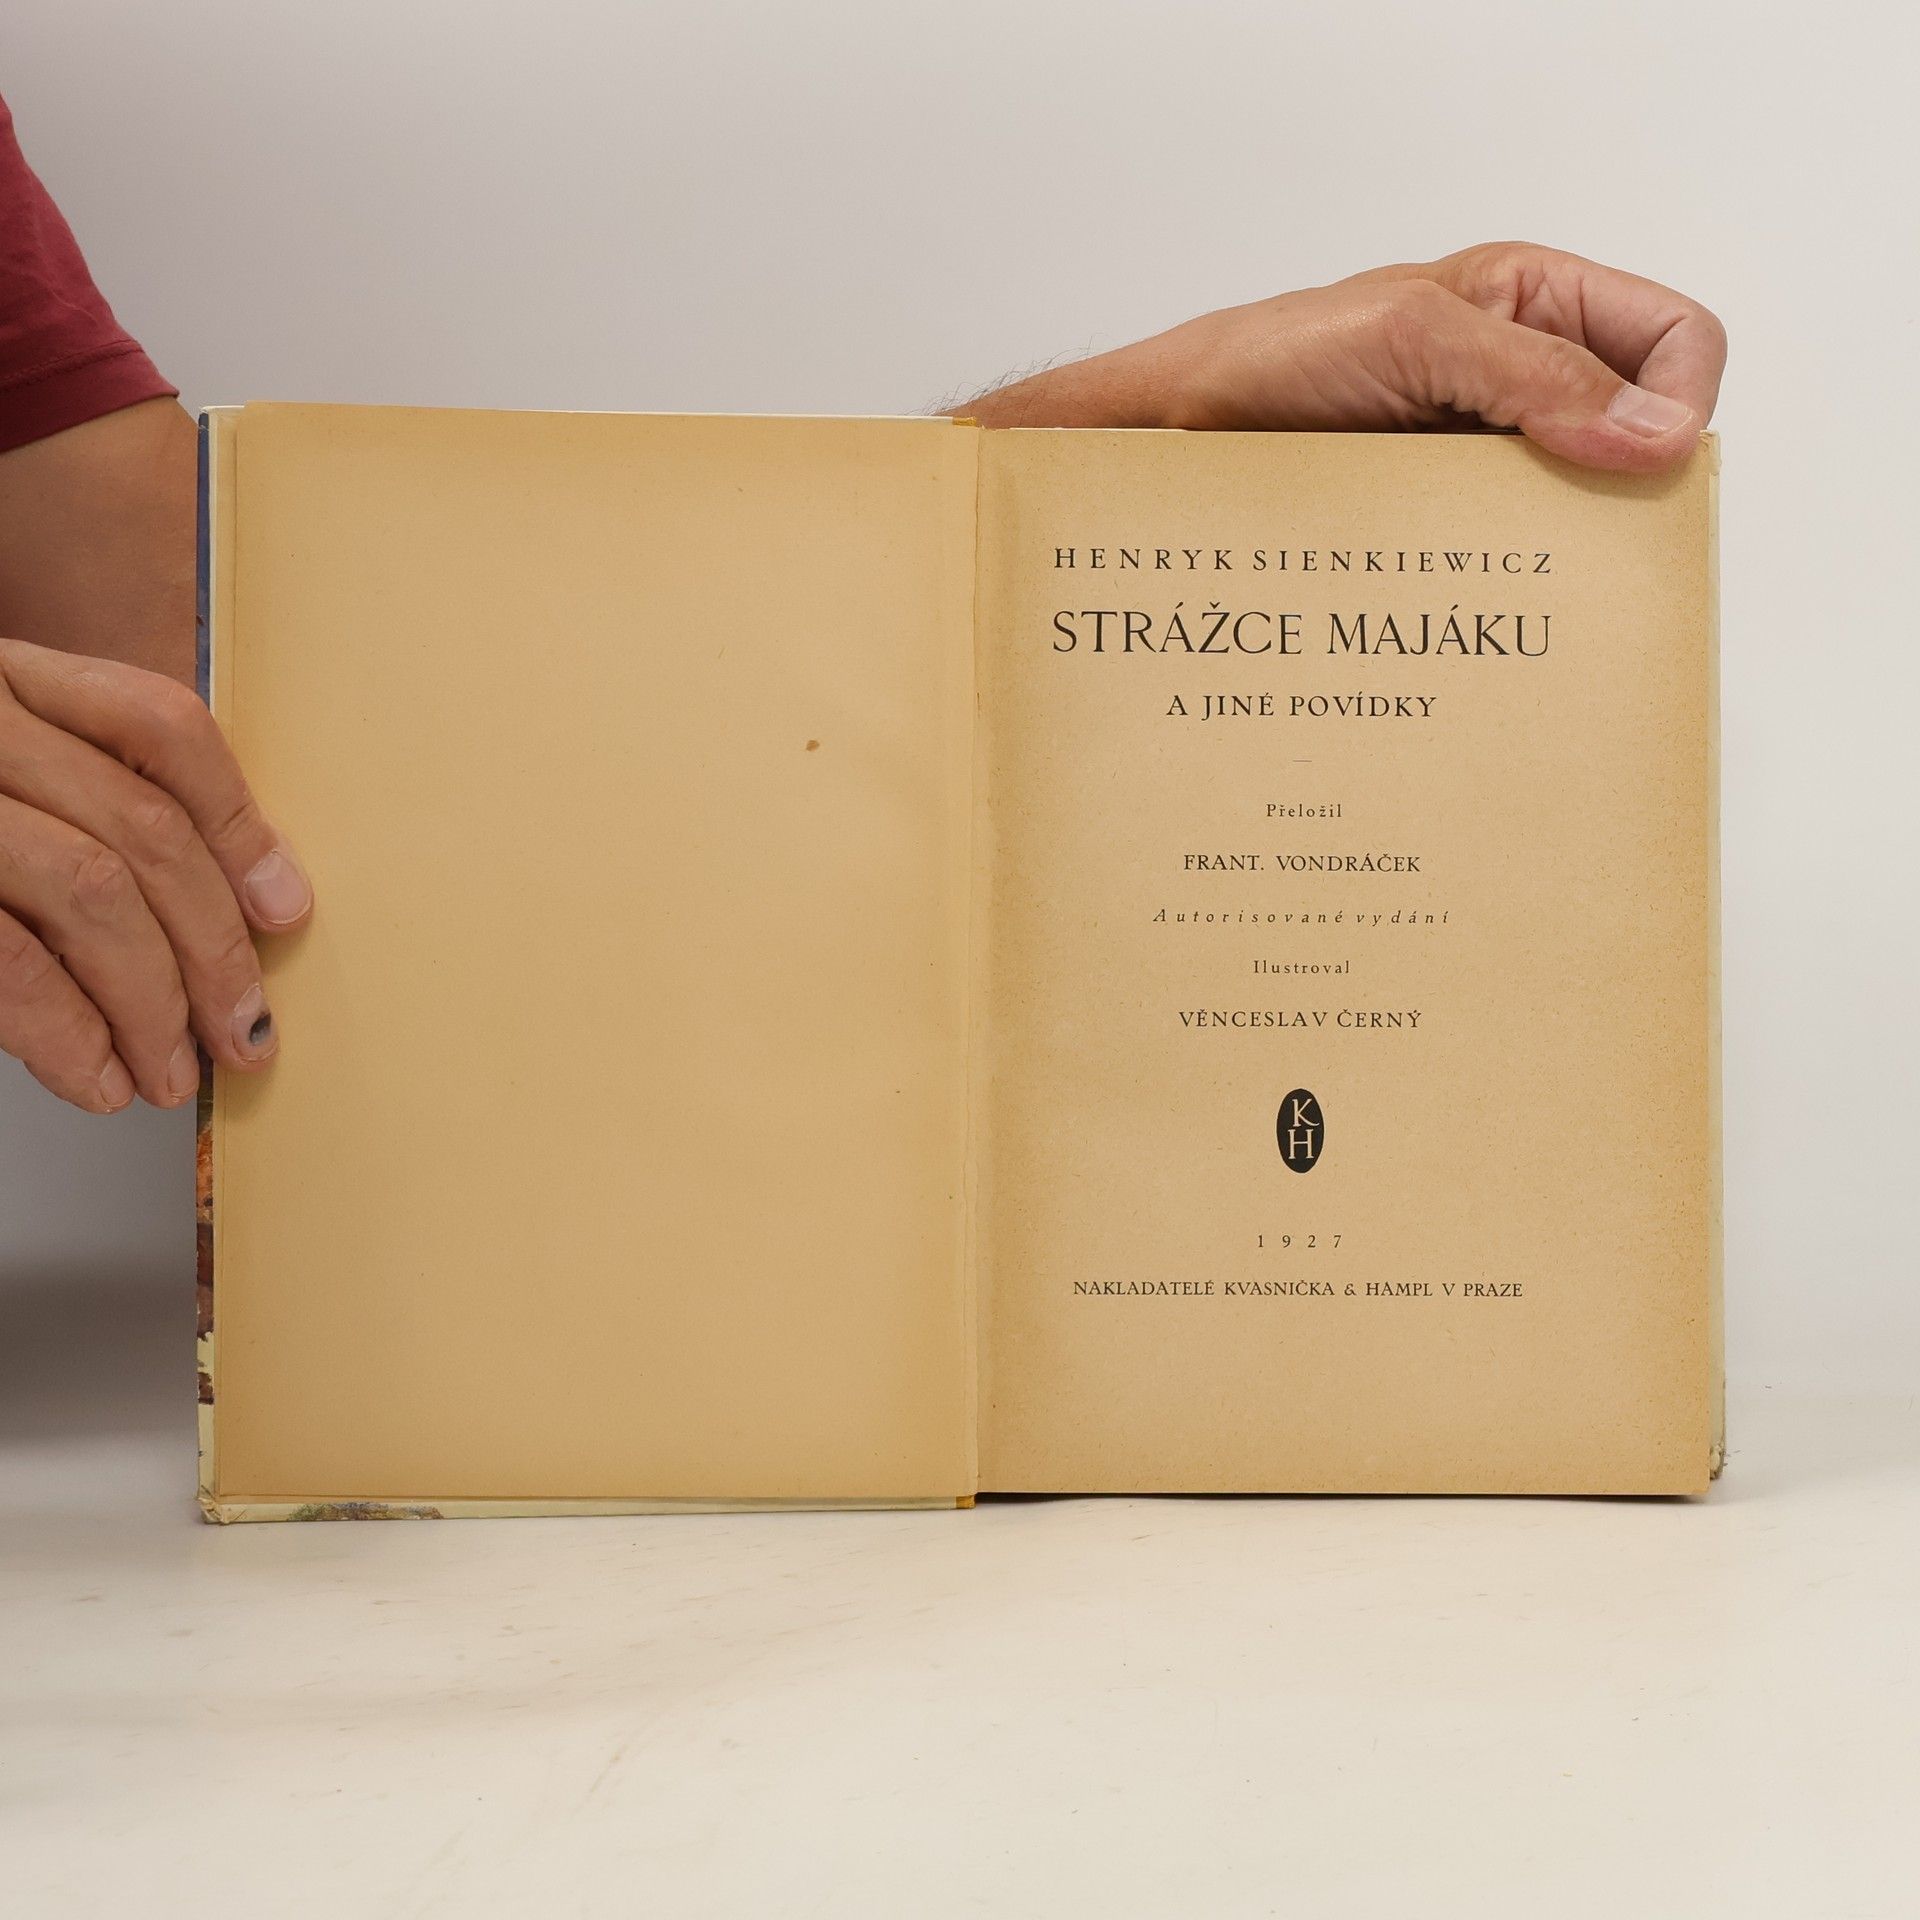 HENRYK SIENKIEWICZ
STRÁŽCE MAJÁKU
A JINÉ POVÍDKY
Přeložil
FRANT. VONDRÁČEK
Autorisované vydání
Ilustroval
VĚNCESLAV ČERNÝ
K
H
1927
NAKLADATELÉ KVASNIČKA & HAMPL V PRAZE